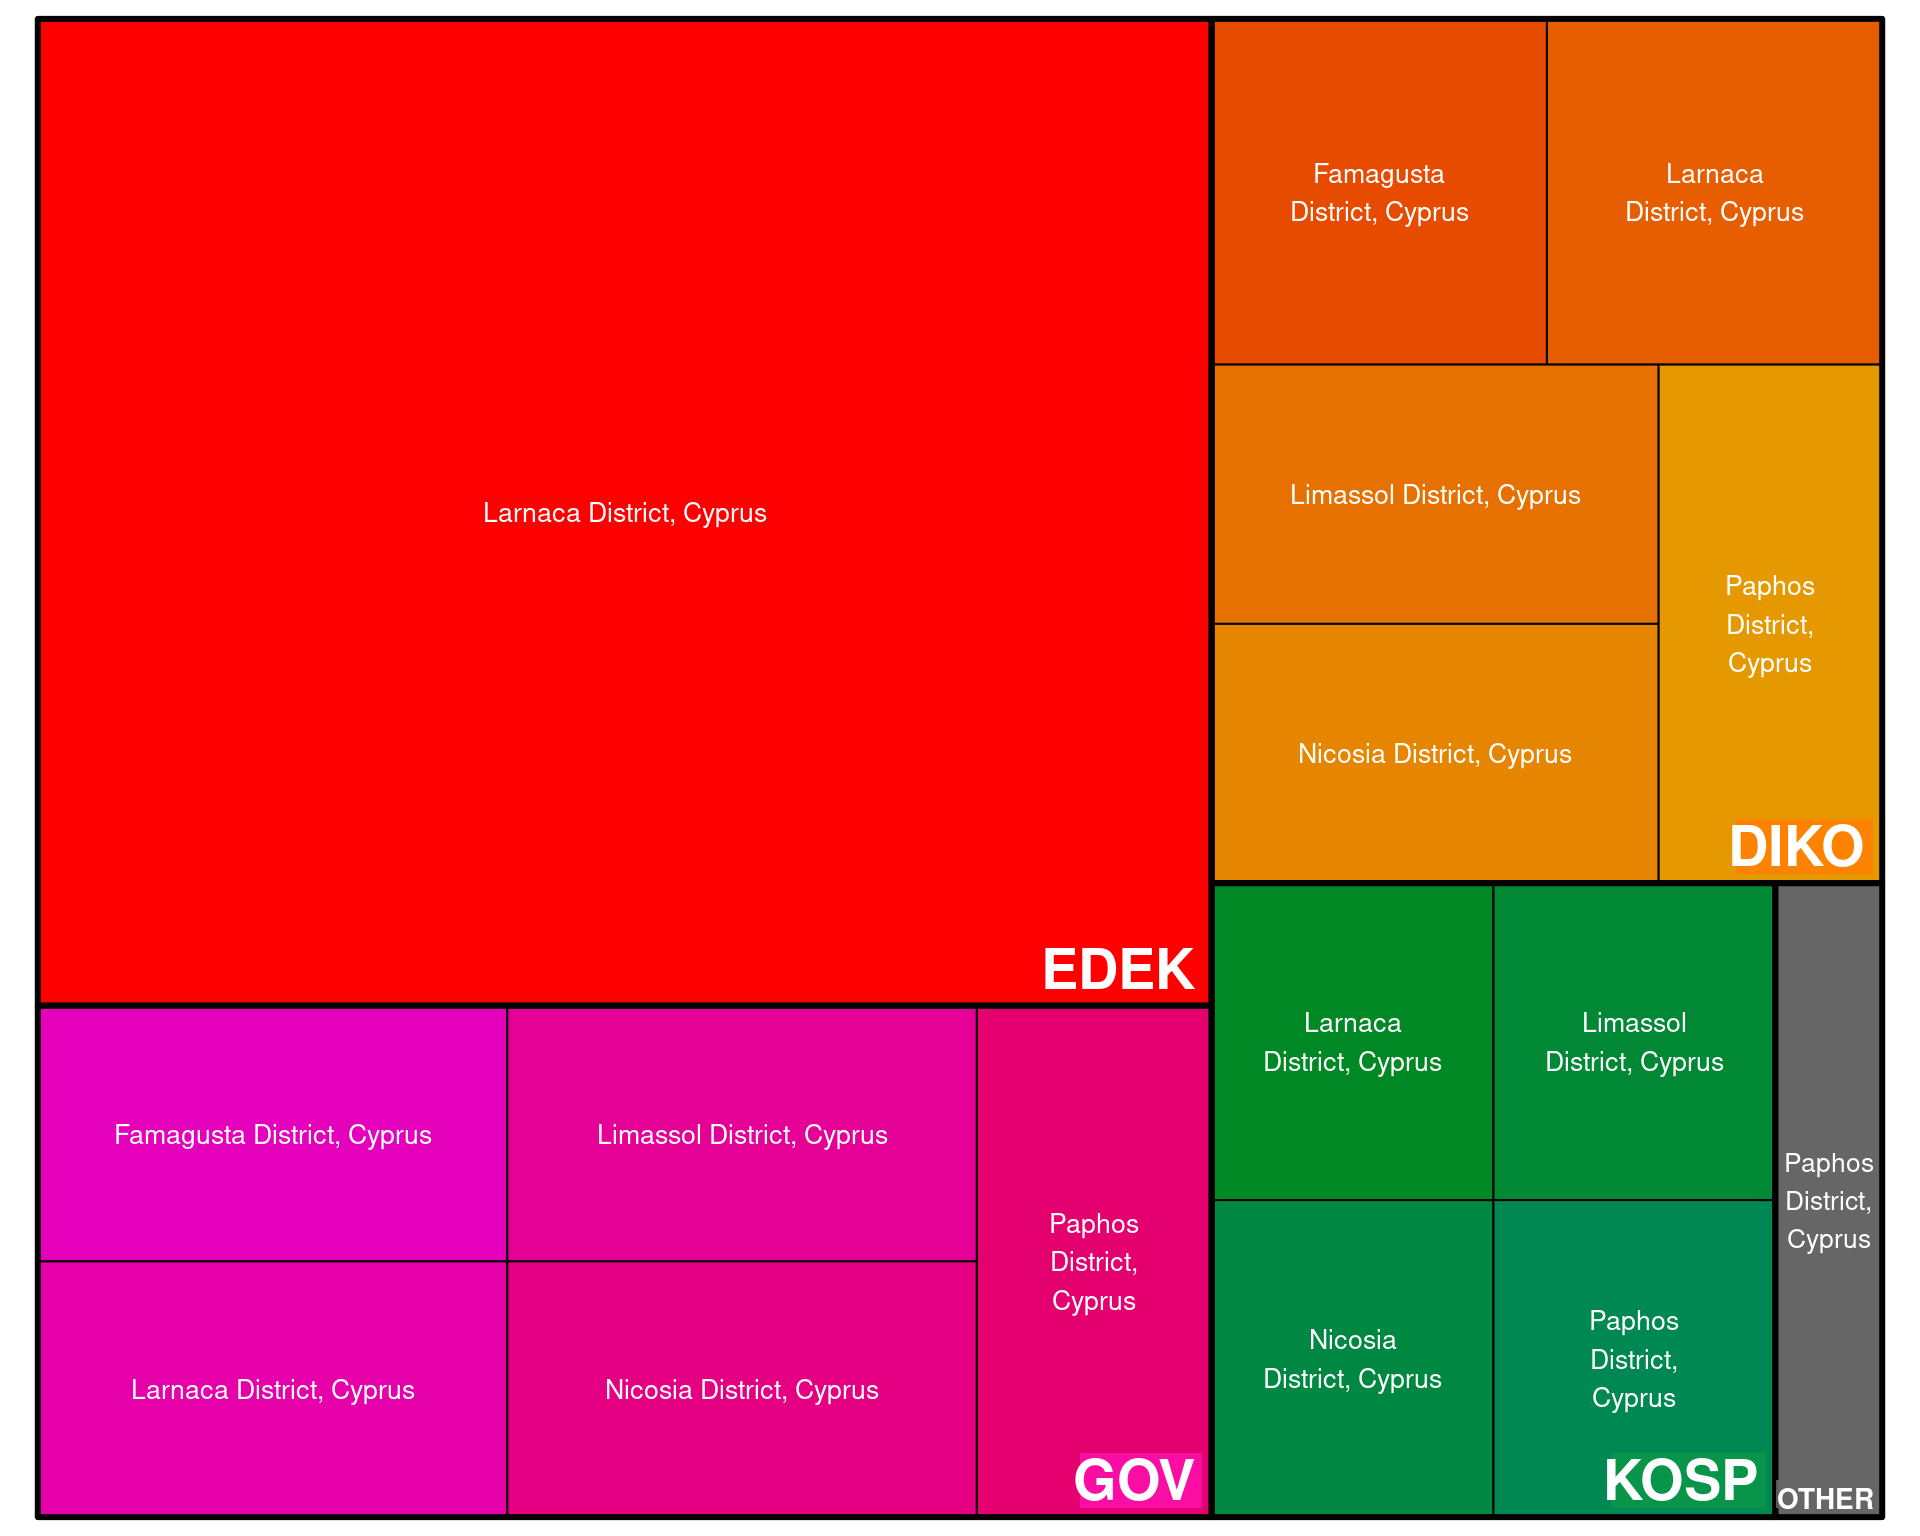 Larnaca District, Cyprus
EDEK
Famagusta
District, Cyprus
Larnaca
District, Cyprus
Limassol District, Cyprus
Nicosia District, Cyprus
Paphos
District,
Cyprus
DIKO
Famagusta District, Cyprus
Limassol District, Cyprus
Larnaca District, Cyprus
Nicosia District, Cyprus
Paphos
District,
Cyprus
GOV
Larnaca
District, Cyprus
Limassol
District, Cyprus
Nicosia
District, Cyprus
Paphos
District,
Cyprus
KOSP
Paphos
District,
Cyprus
OTHER